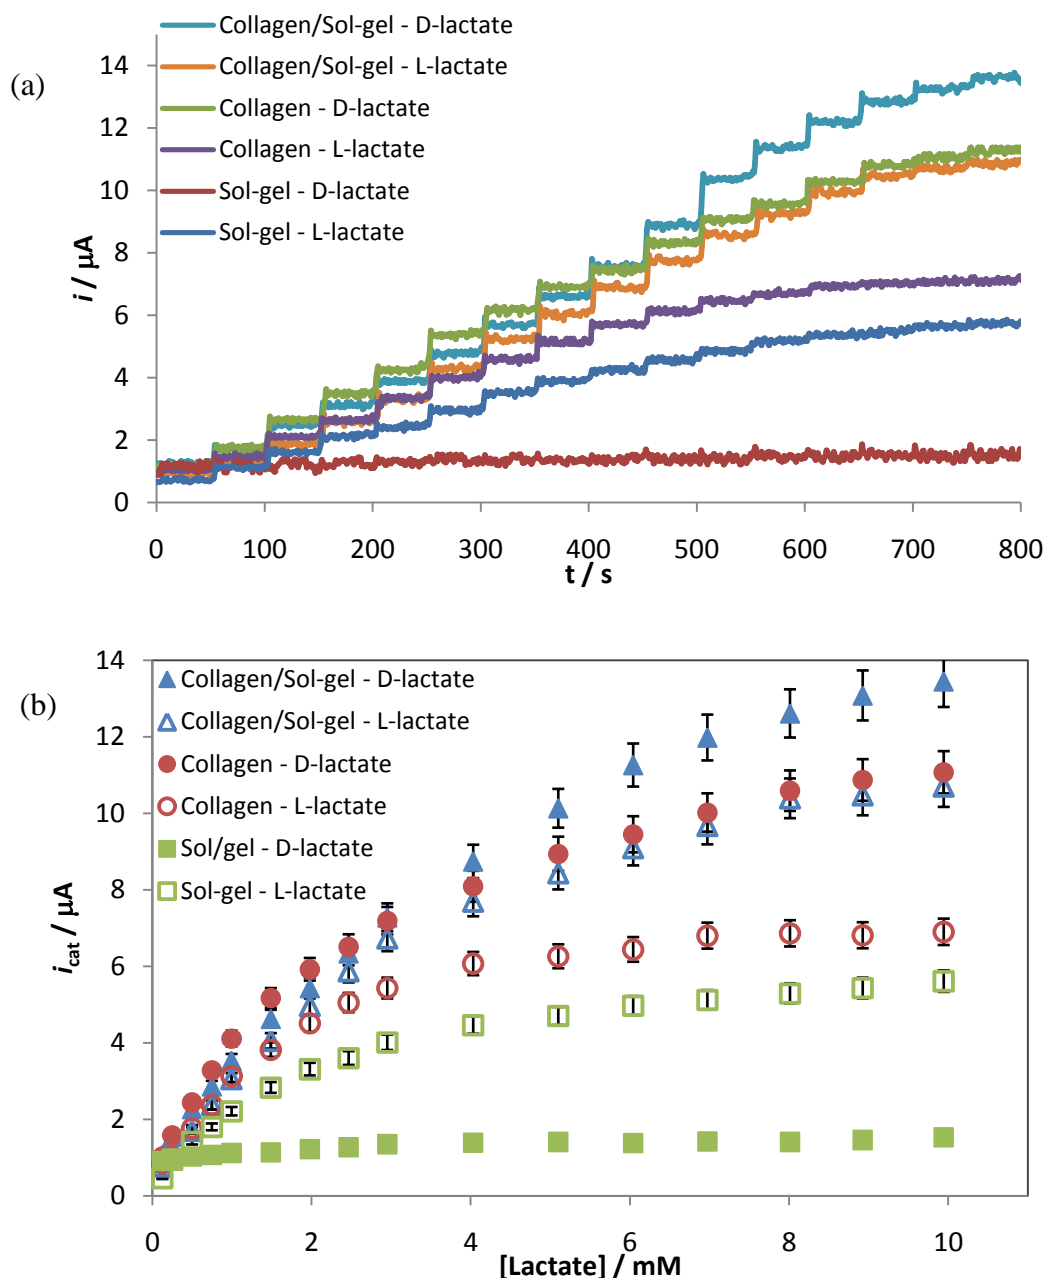 (a)
Collagen/Sol-gel - D-lactate
Collagen/Sol-gel - L-lactate
Collagen - D-lactate
Collagen - L-lactate
Sol-gel - D-lactate
Sol-gel - L-lactate
i / μA
14
12
10
8
6
4
2
0
0 100 200 300 400 500 600 700 800
t / s
(b)
Collagen/Sol-gel - D-lactate
Collagen/Sol-gel - L-lactate
Collagen - D-lactate
Collagen - L-lactate
Sol/gel - D-lactate
Sol-gel - L-lactate
icat / μA
14
12
10
8
6
4
2
0
0 2 4 6 8 10
[Lactate] / mM